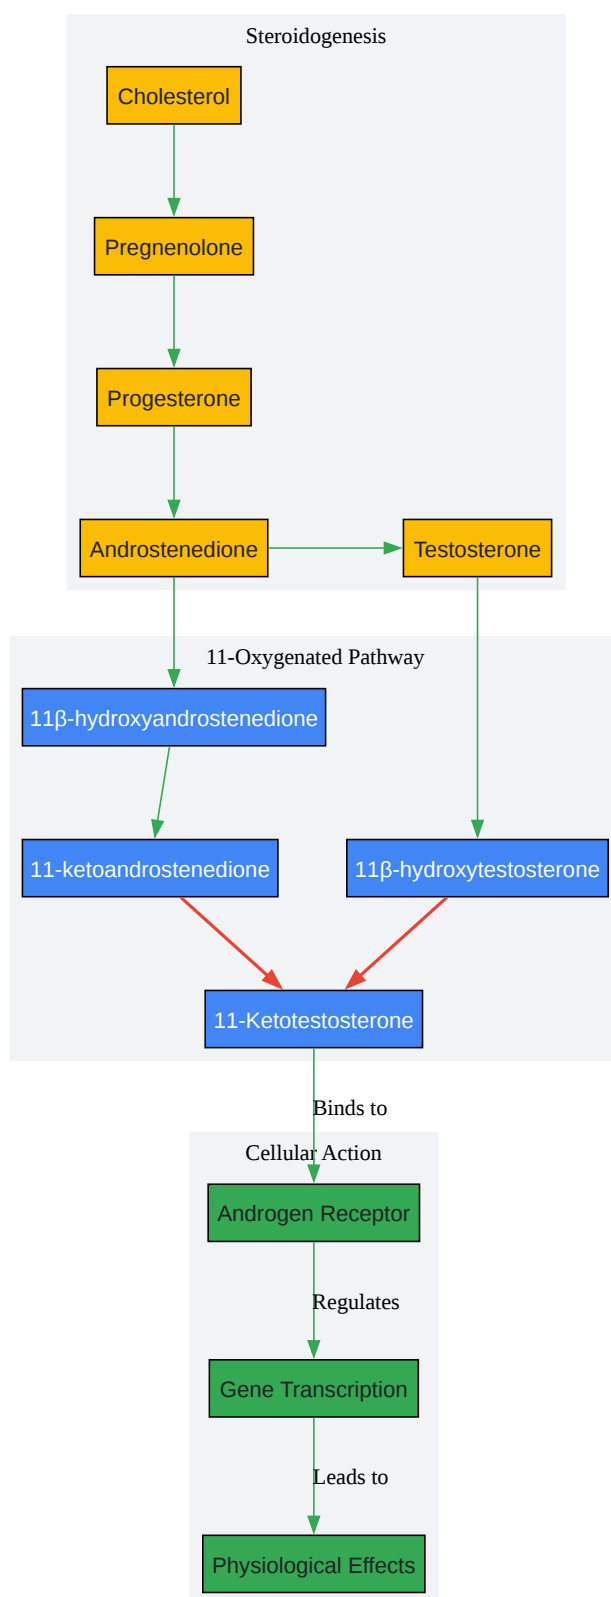 Steroidogenesis
Cholesterol
Pregnenolone
Progesterone
Androstenedione
Testosterone
11-Oxygenated Pathway
11β-hydroxyandrostenedione
11-ketoandrostenedione
11β-hydroxytestosterone
11-Ketotestosterone
Binds to
Cellular Action
Androgen Receptor
Regulates
Gene Transcription
Leads to
Physiological Effects